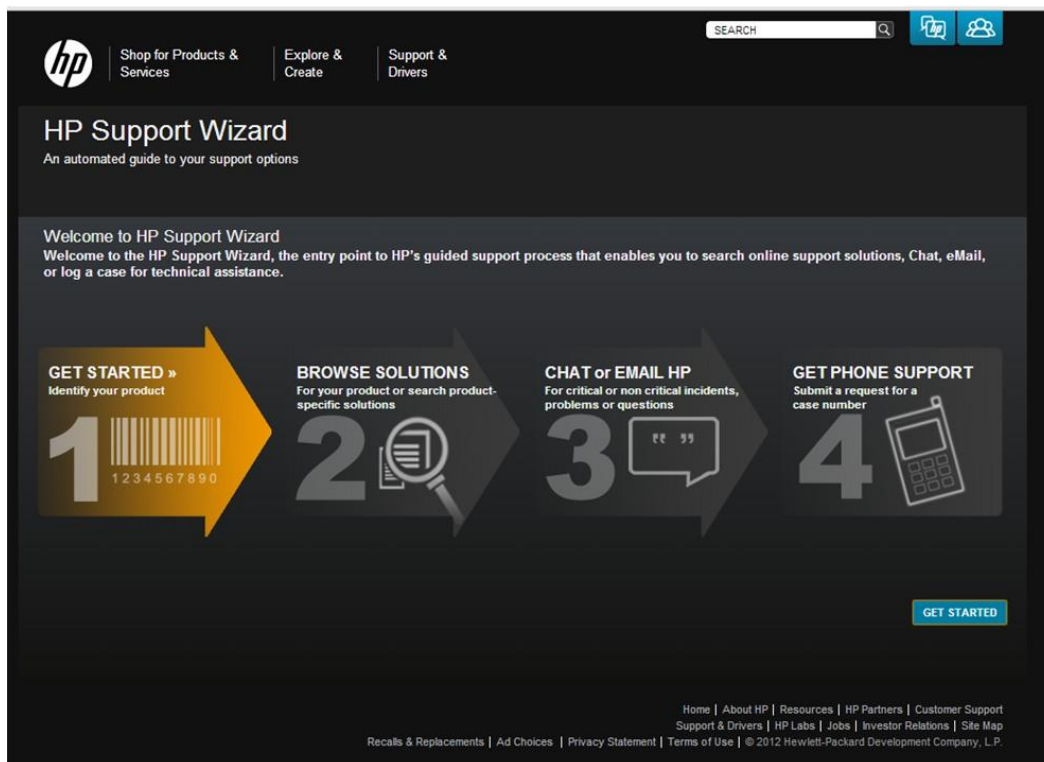 SEARCH
hp
hp
Shop for Products &
Services
Explore &
Create
Support &
Drivers
HP Support Wizard
An automated guide to your support options
Welcome to HP Support Wizard
Welcome to the HP Support Wizard, the entry point to HP's guided support process that enables you to search online support solutions, Chat, eMail,
or log a case for technical assistance.
GET STARTED »
Identify your product
1
1234567890
BROWSE SOLUTIONS
For your product or search product-
specific solutions
2
CHAT or EMAIL HP
For critical or non critical incidents,
problems or questions
3
GET PHONE SUPPORT
Submit a request for a
case number
4
GET STARTED
Home | About HP | Resources | HP Partners | Customer Support
Support & Drivers | HP Labs | Jobs | Investor Relations | Site Map
Recalls & Replacements | Ad Choices | Privacy Statement | Terms of Use | © 2012 Hewlett-Packard Development Company, L.P.